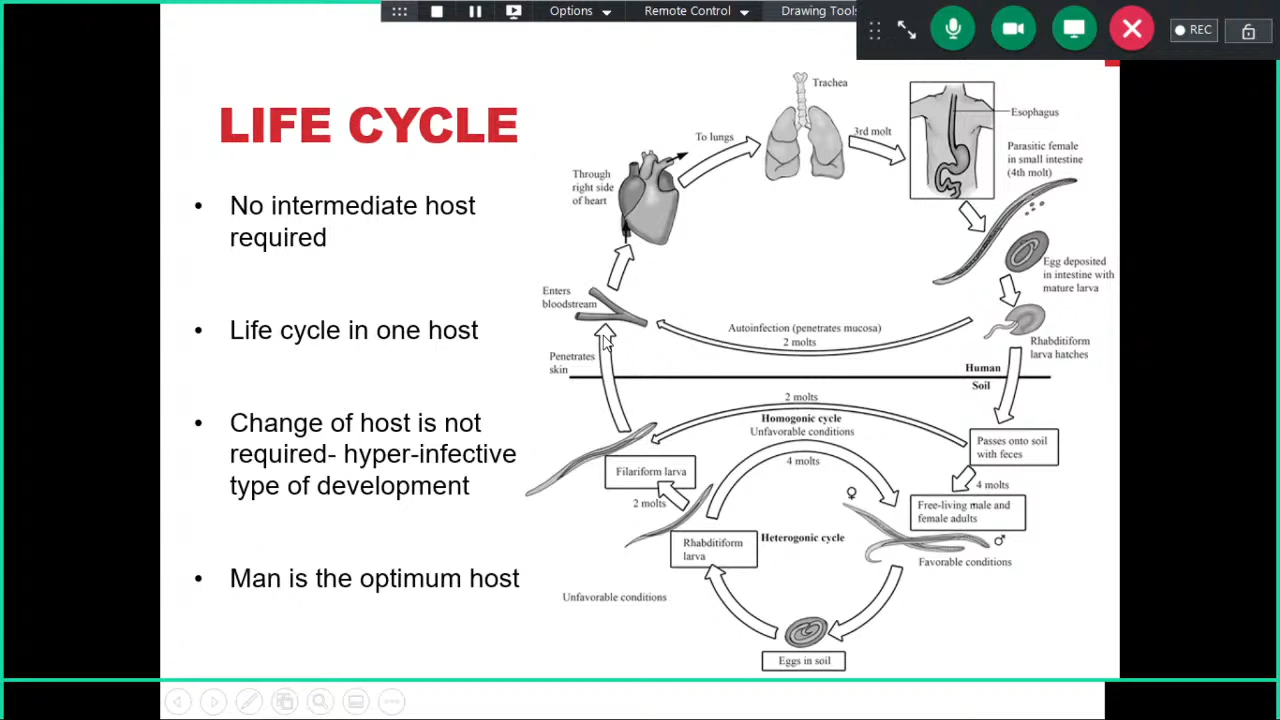 Options
Remote Control
Drawing Tools
REC
LIFE CYCLE
• No intermediate host
required
• Life cycle in one host
• Change of host is not
required- hyper-infective
type of development
• Man is the optimum host
Trachea
To lungs
3rd molt
Esophagus
Parasitic female
in small intestine
(4th molt)
Through
right side
of heart
Egg deposited
in intestine with
mature larva
Enters
bloodstream
Autoinfection (penetrates mucosa)
2 molts
Rhabditiform
larva hatches
Penetrates
skin
Human
Soil
2 molts
Homogonic cycle
Unfavorable conditions
Passes onto soil
with feces
4 molts
Filariform larva
4 molts
2 molts
♀
Free-living male and
female adults
Rhabditiform
larva
Heterogonic cycle
♂
Favorable conditions
Unfavorable conditions
Eggs in soil